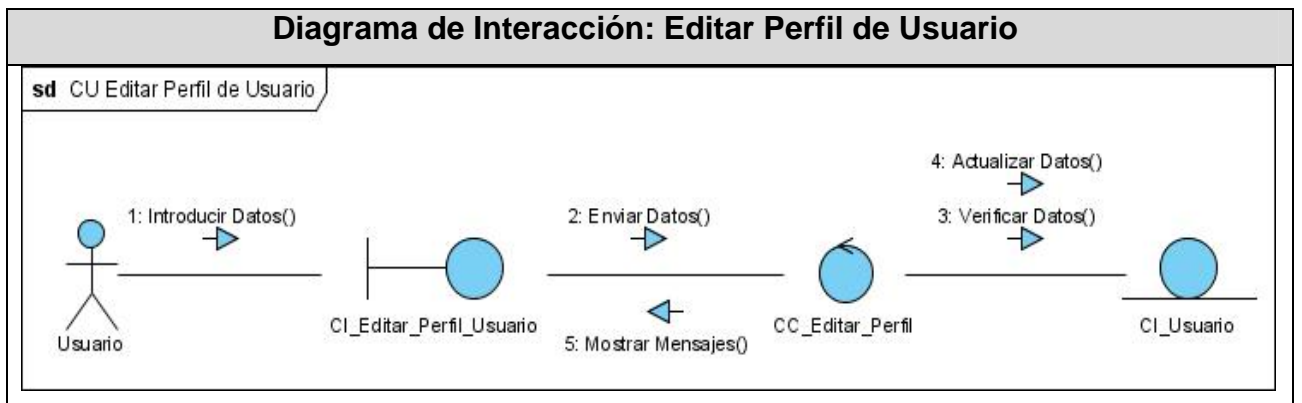 Diagrama de Interacción: Editar Perfil de Usuario
sd CU Editar Perfil de Usuario
4: Actualizar Datos()
1: Introducir Datos()
2: Enviar Datos()
3: Verificar Datos()
Usuario
CI_Editar_Perfil_Usuario
5: Mostrar Mensajes()
CC_Editar_Perfil
CI_Usuario